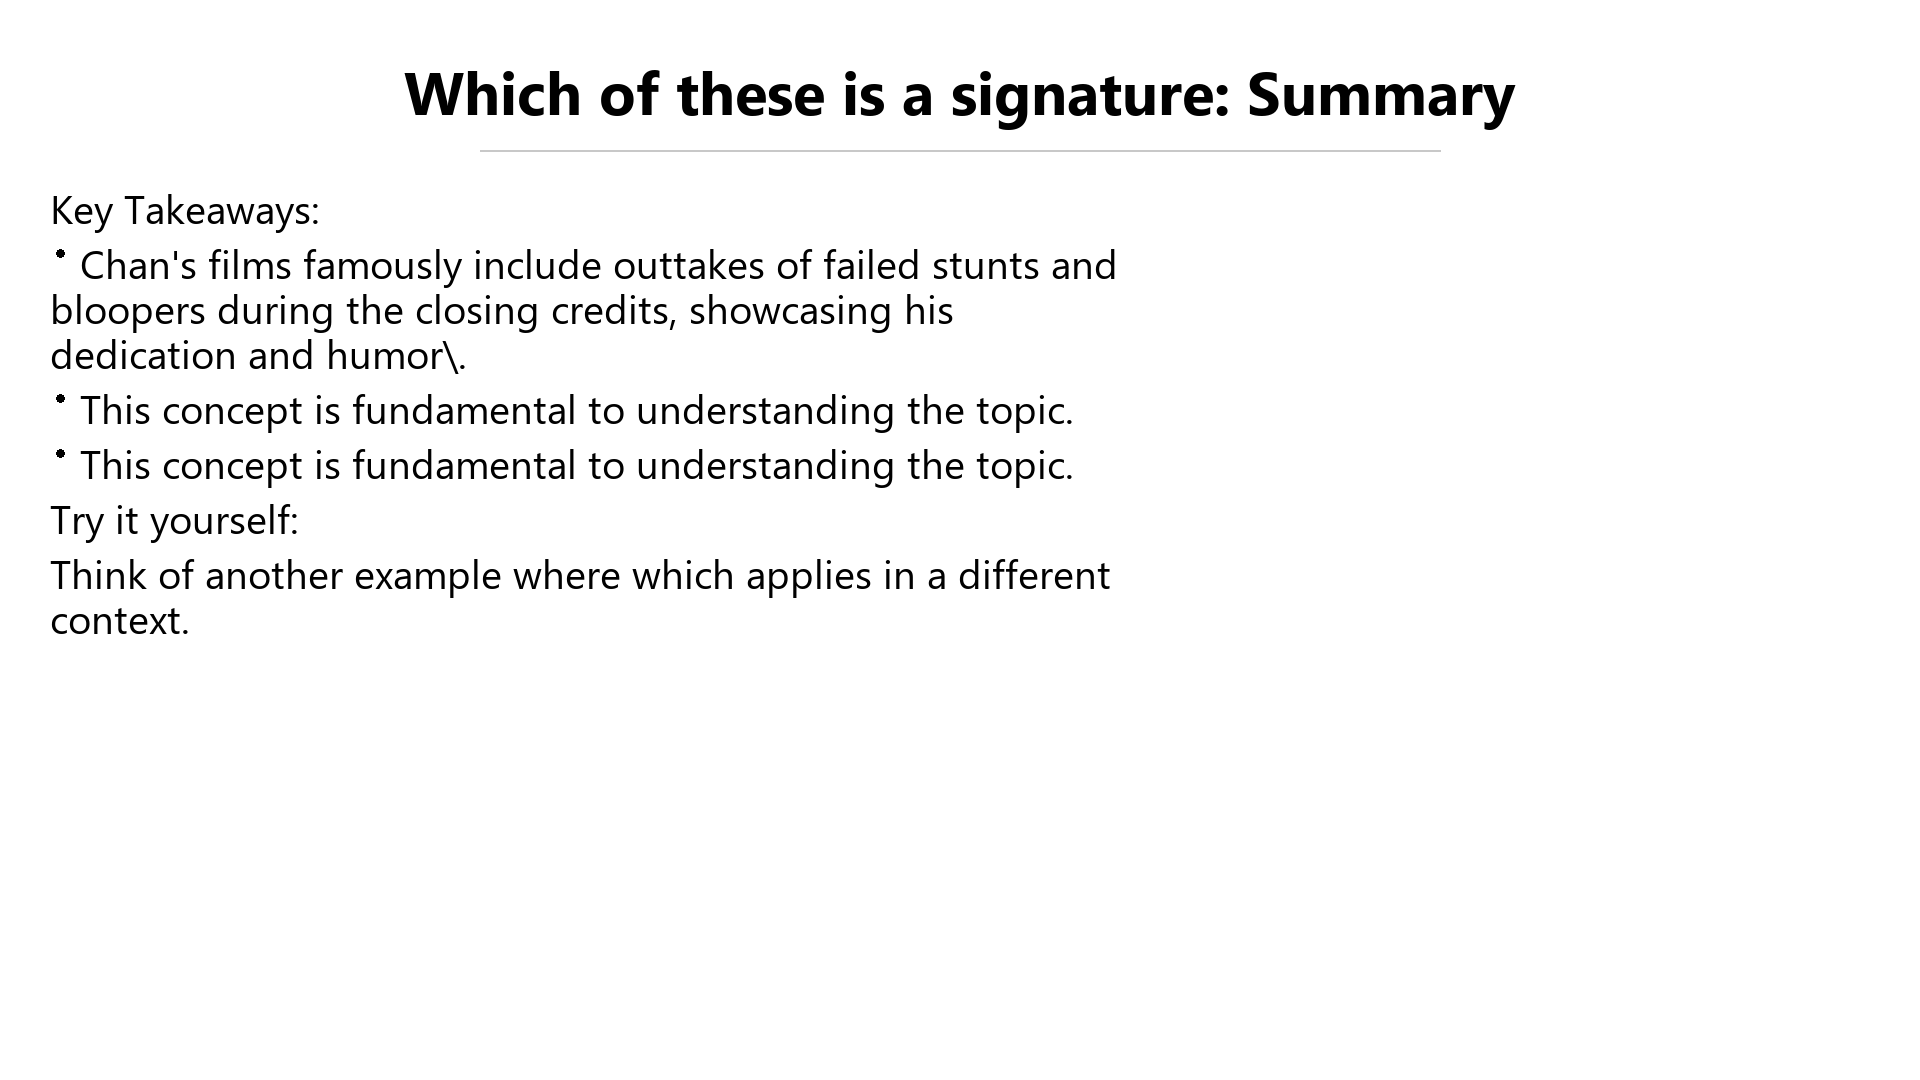 Which of these is a signature: Summary
Key Takeaways:
• Chan's films famously include outtakes of failed stunts and
bloopers during the closing credits, showcasing his
dedication and humor\.
• This concept is fundamental to understanding the topic.
• This concept is fundamental to understanding the topic.
Try it yourself:
Think of another example where which applies in a different
context.